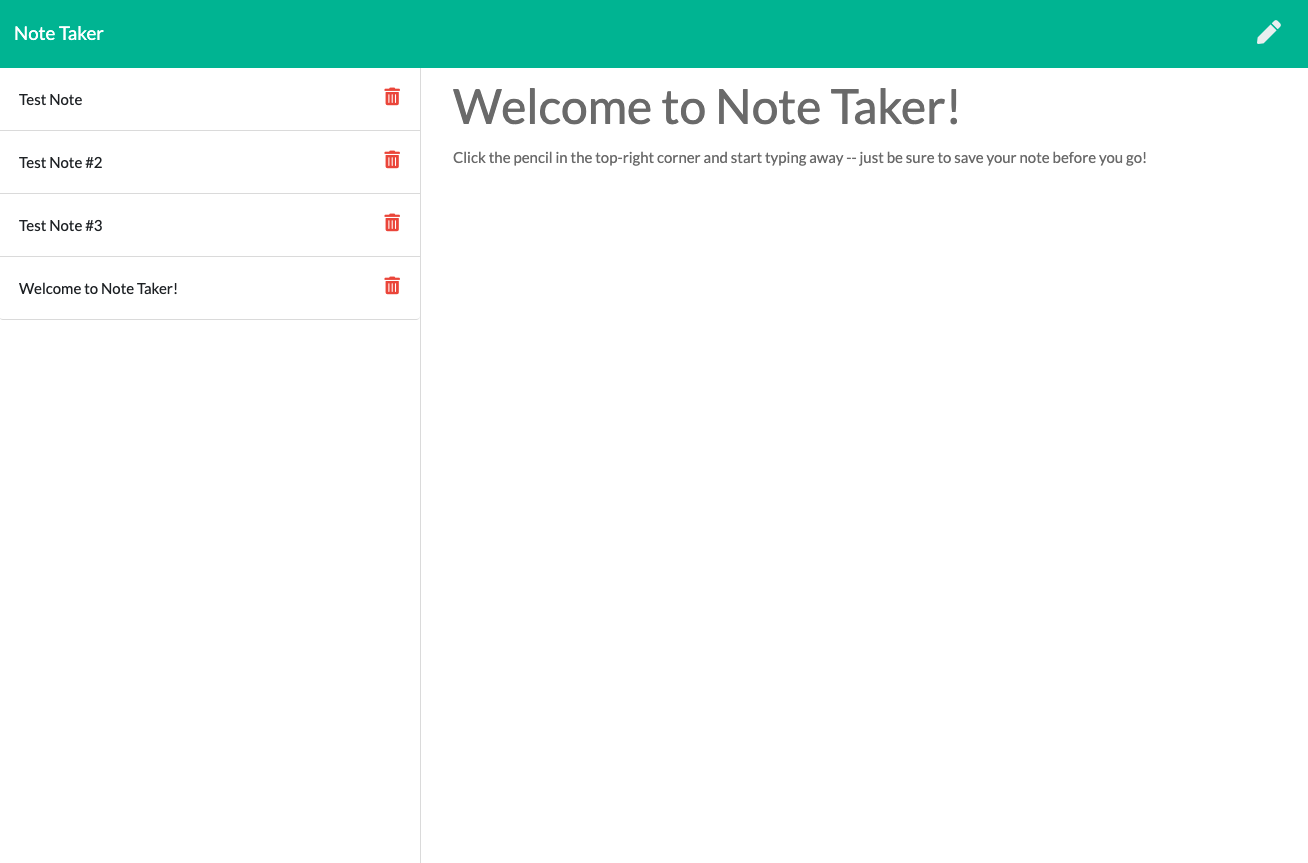 Note Taker
Test Note
Test Note #2
Test Note #3
Welcome to Note Taker!
Welcome to Note Taker!
Click the pencil in the top-right corner and start typing away -- just be sure to save your note before you go!